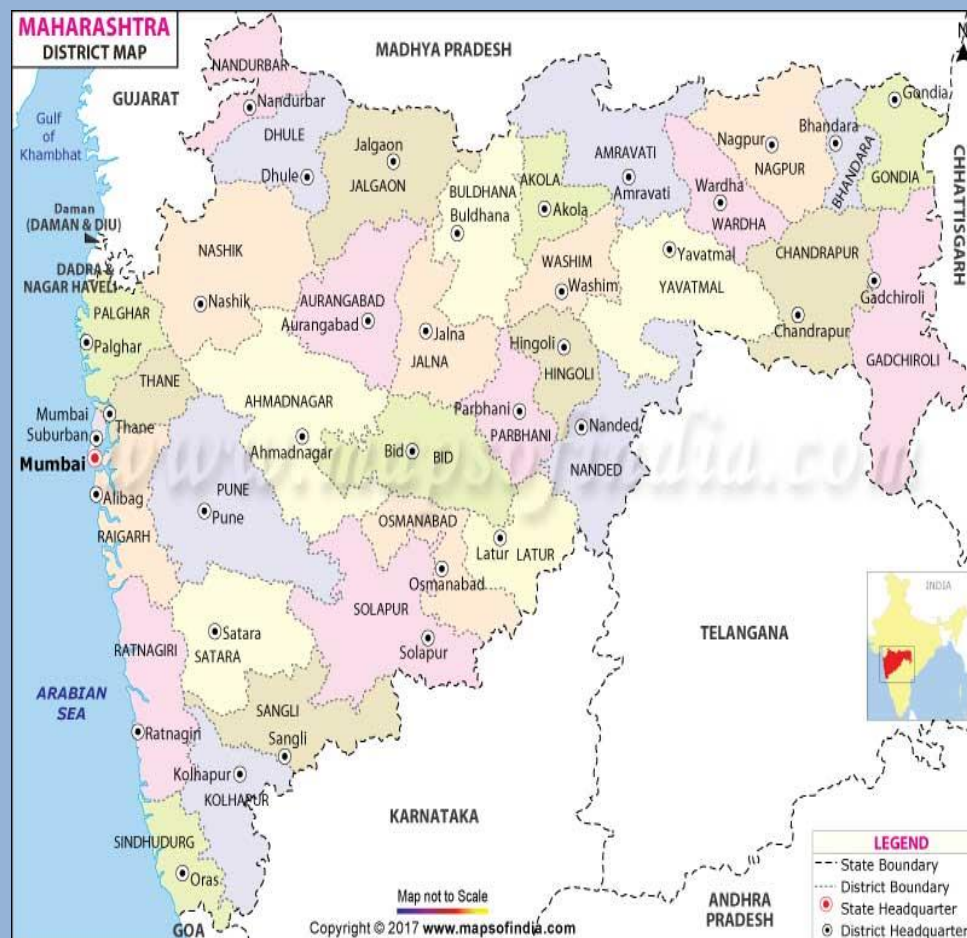 MAHARASHTRA
DISTRICT MAP
N
MADHYA PRADESH
NANDURBAR
GUJARAT
Nandurbar
Gondia
Gulf
of
Khambhat
DHULE
Jalgaon
Dhule
JALGAON
BULDHANA
Buldhana
AKOLA
Akola
AMRAVATI
Amravati
Nagpur
NAGPUR
Bhandara
BHANDARA
GONDIA
CHHATTISGARH
Wardha
WARDHA
Daman
(DAMAN & DIU)
NASHIK
Nashik
DADRA &
NAGAR HAVELI
WASHIM
Washim
Yavatmal
YAVATMAL
CHANDRAPUR
Chandrapur
Gadchiroli
GADCHIROLI
PALGHAR
Palghar
AURANGABAD
Aurangabad
Jalna
JALNA
Hingoli
HINGOLI
THANE
Thane
AHMADNAGAR
Ahmadnagar
Parbhani
PARBHANI
Mumbai
Suburban
Mumbai
Bid
BID
Nanded
NANDED
www.mapsofindia.com
Alibag
RAIGARH
PUNE
Pune
OSMANABAD
Osmanabad
Latur
LATUR
INDIA
SOLAPUR
Solapur
Satara
SATARA
RATNAGIRI
Ratnagiri
TELANGANA
ARABIAN
SEA
SANGLI
Sangli
Kolhapur
KOLHAPUR
KARNATAKA
SINDHUDURG
Oras
GOA
ANDHRA
PRADESH
LEGEND
State Boundary
District Boundary
State Headquarter
District Headquarter
Map not to Scale
Copyright © 2017 www.mapsofindia.com